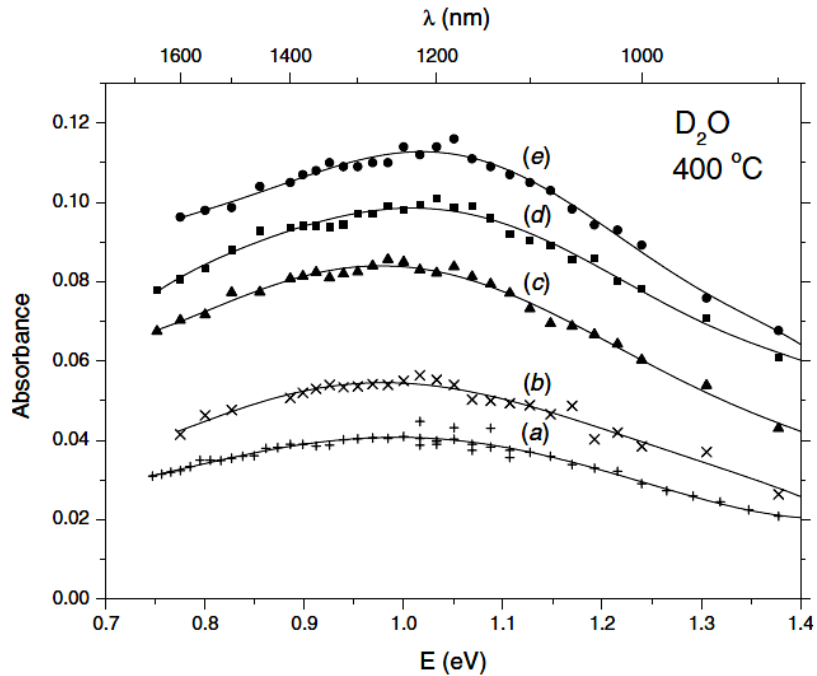 λ (nm)
1600 1400 1200 1000
D₂O
400 °C
(e)
(d)
(c)
(b)
(a)
Absorbance
0.12
0.10
0.08
0.06
0.04
0.02
0.00
0.7 0.8 0.9 1.0 1.1 1.2 1.3 1.4
E (eV)